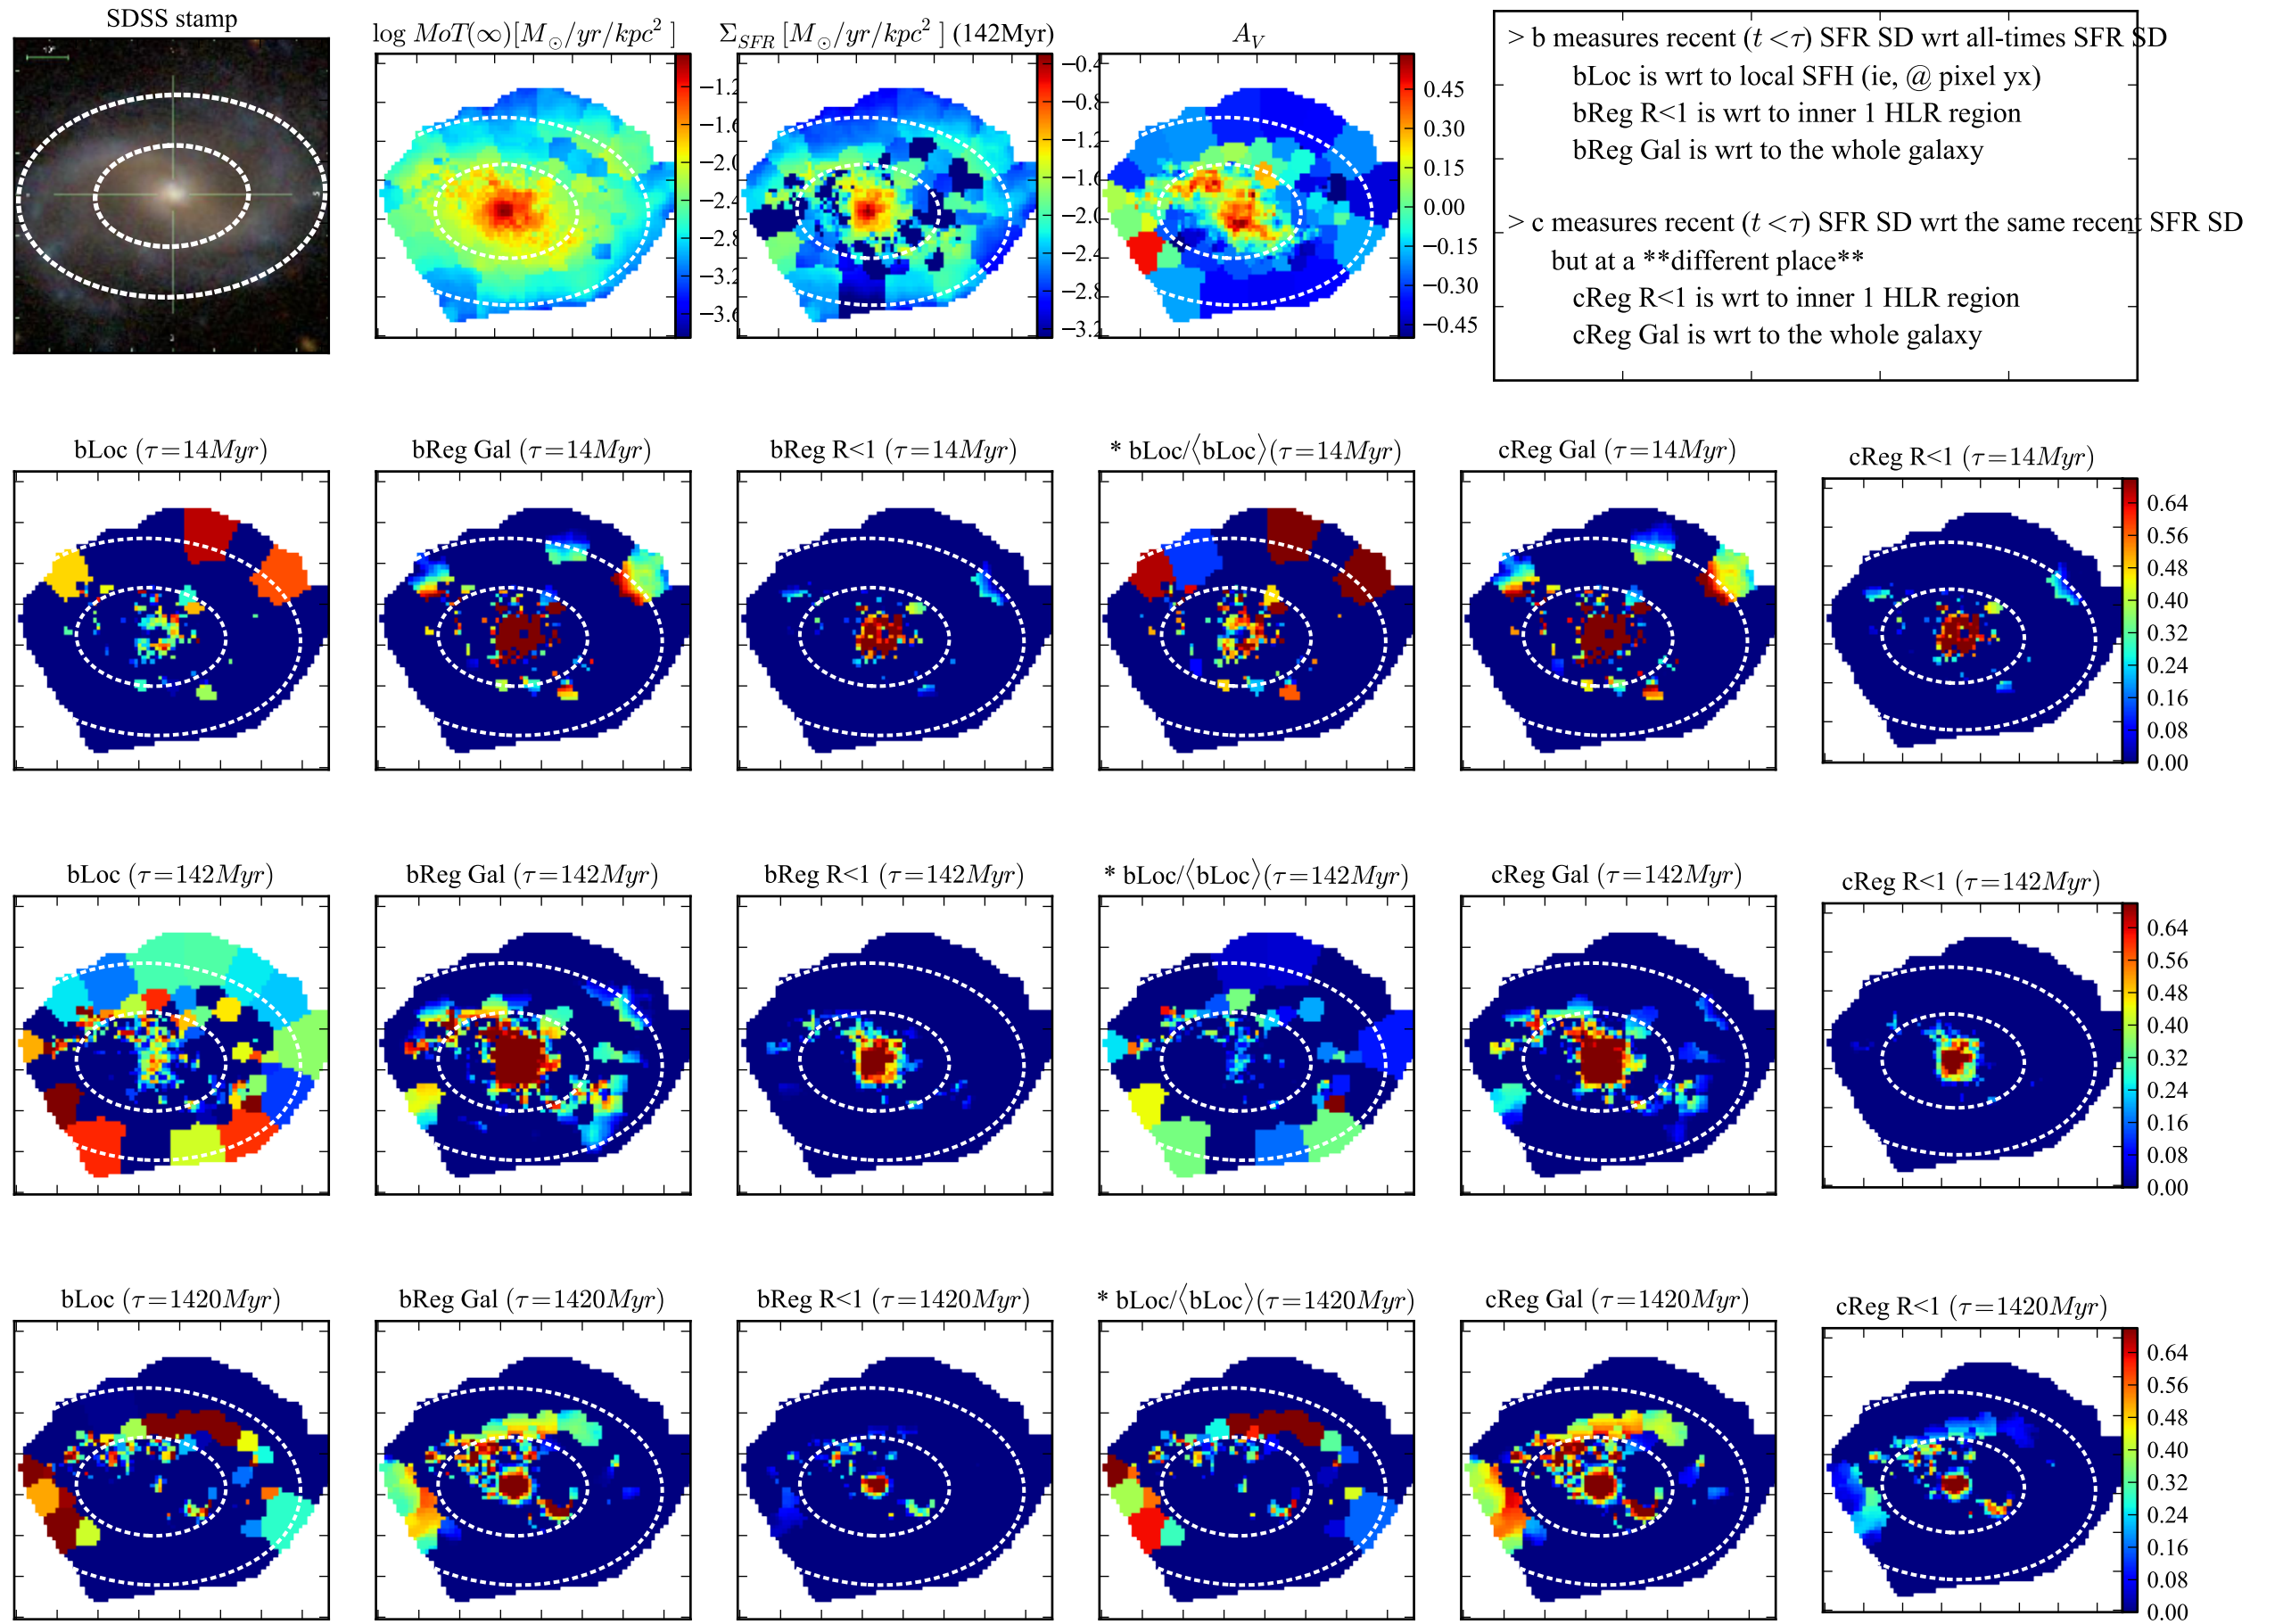 SDSS stamp
log MoT(∞)[M⊙/yr/kpc² ]
Σ_SFR [M⊙/yr/kpc² ] (142Myr)
A_V
−1.2
−1.6
−2.0
−2.4
−2.8
−3.6
−0.4
−0.8
−1.2
−1.6
−2.0
−2.4
−2.8
−3.2
0.45
0.30
0.15
0.00
−0.15
−0.30
−0.45
> b measures recent (t <τ) SFR SD wrt all-times SFR SD
bLoc is wrt to local SFH (ie, @ pixel yx)
bReg R<1 is wrt to inner 1 HLR region
bReg Gal is wrt to the whole galaxy
> c measures recent (t <τ) SFR SD wrt the same recent SFR SD
but at a **different place**
cReg R<1 is wrt to inner 1 HLR region
cReg Gal is wrt to the whole galaxy
bLoc (τ=14Myr)
bReg Gal (τ=14Myr)
bReg R<1 (τ=14Myr)
* bLoc/⟨bLoc⟩(τ=14Myr)
cReg Gal (τ=14Myr)
cReg R<1 (τ=14Myr)
0.64
0.56
0.48
0.40
0.32
0.24
0.16
0.08
0.00
bLoc (τ=142Myr)
bReg Gal (τ=142Myr)
bReg R<1 (τ=142Myr)
* bLoc/⟨bLoc⟩(τ=142Myr)
cReg Gal (τ=142Myr)
cReg R<1 (τ=142Myr)
0.64
0.56
0.48
0.40
0.32
0.24
0.16
0.08
0.00
bLoc (τ=1420Myr)
bReg Gal (τ=1420Myr)
bReg R<1 (τ=1420Myr)
* bLoc/⟨bLoc⟩(τ=1420Myr)
cReg Gal (τ=1420Myr)
cReg R<1 (τ=1420Myr)
0.64
0.56
0.48
0.40
0.32
0.24
0.16
0.08
0.00